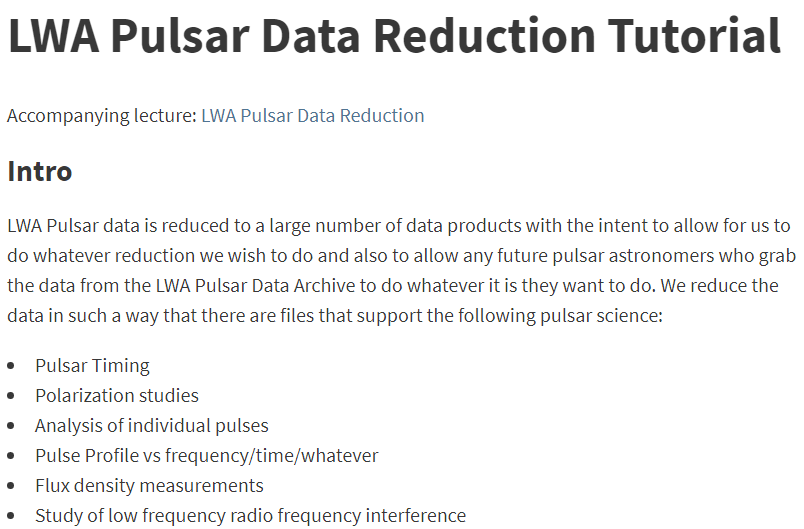 LWA Pulsar Data Reduction Tutorial
Accompanying lecture: LWA Pulsar Data Reduction
Intro
LWA Pulsar data is reduced to a large number of data products with the intent to allow for us to
do whatever reduction we wish to do and also to allow any future pulsar astronomers who grab
the data from the LWA Pulsar Data Archive to do whatever it is they want to do. We reduce the
data in such a way that there are files that support the following pulsar science:
• Pulsar Timing
• Polarization studies
• Analysis of individual pulses
• Pulse Profile vs frequency/time/whatever
• Flux density measurements
• Study of low frequency radio frequency interference